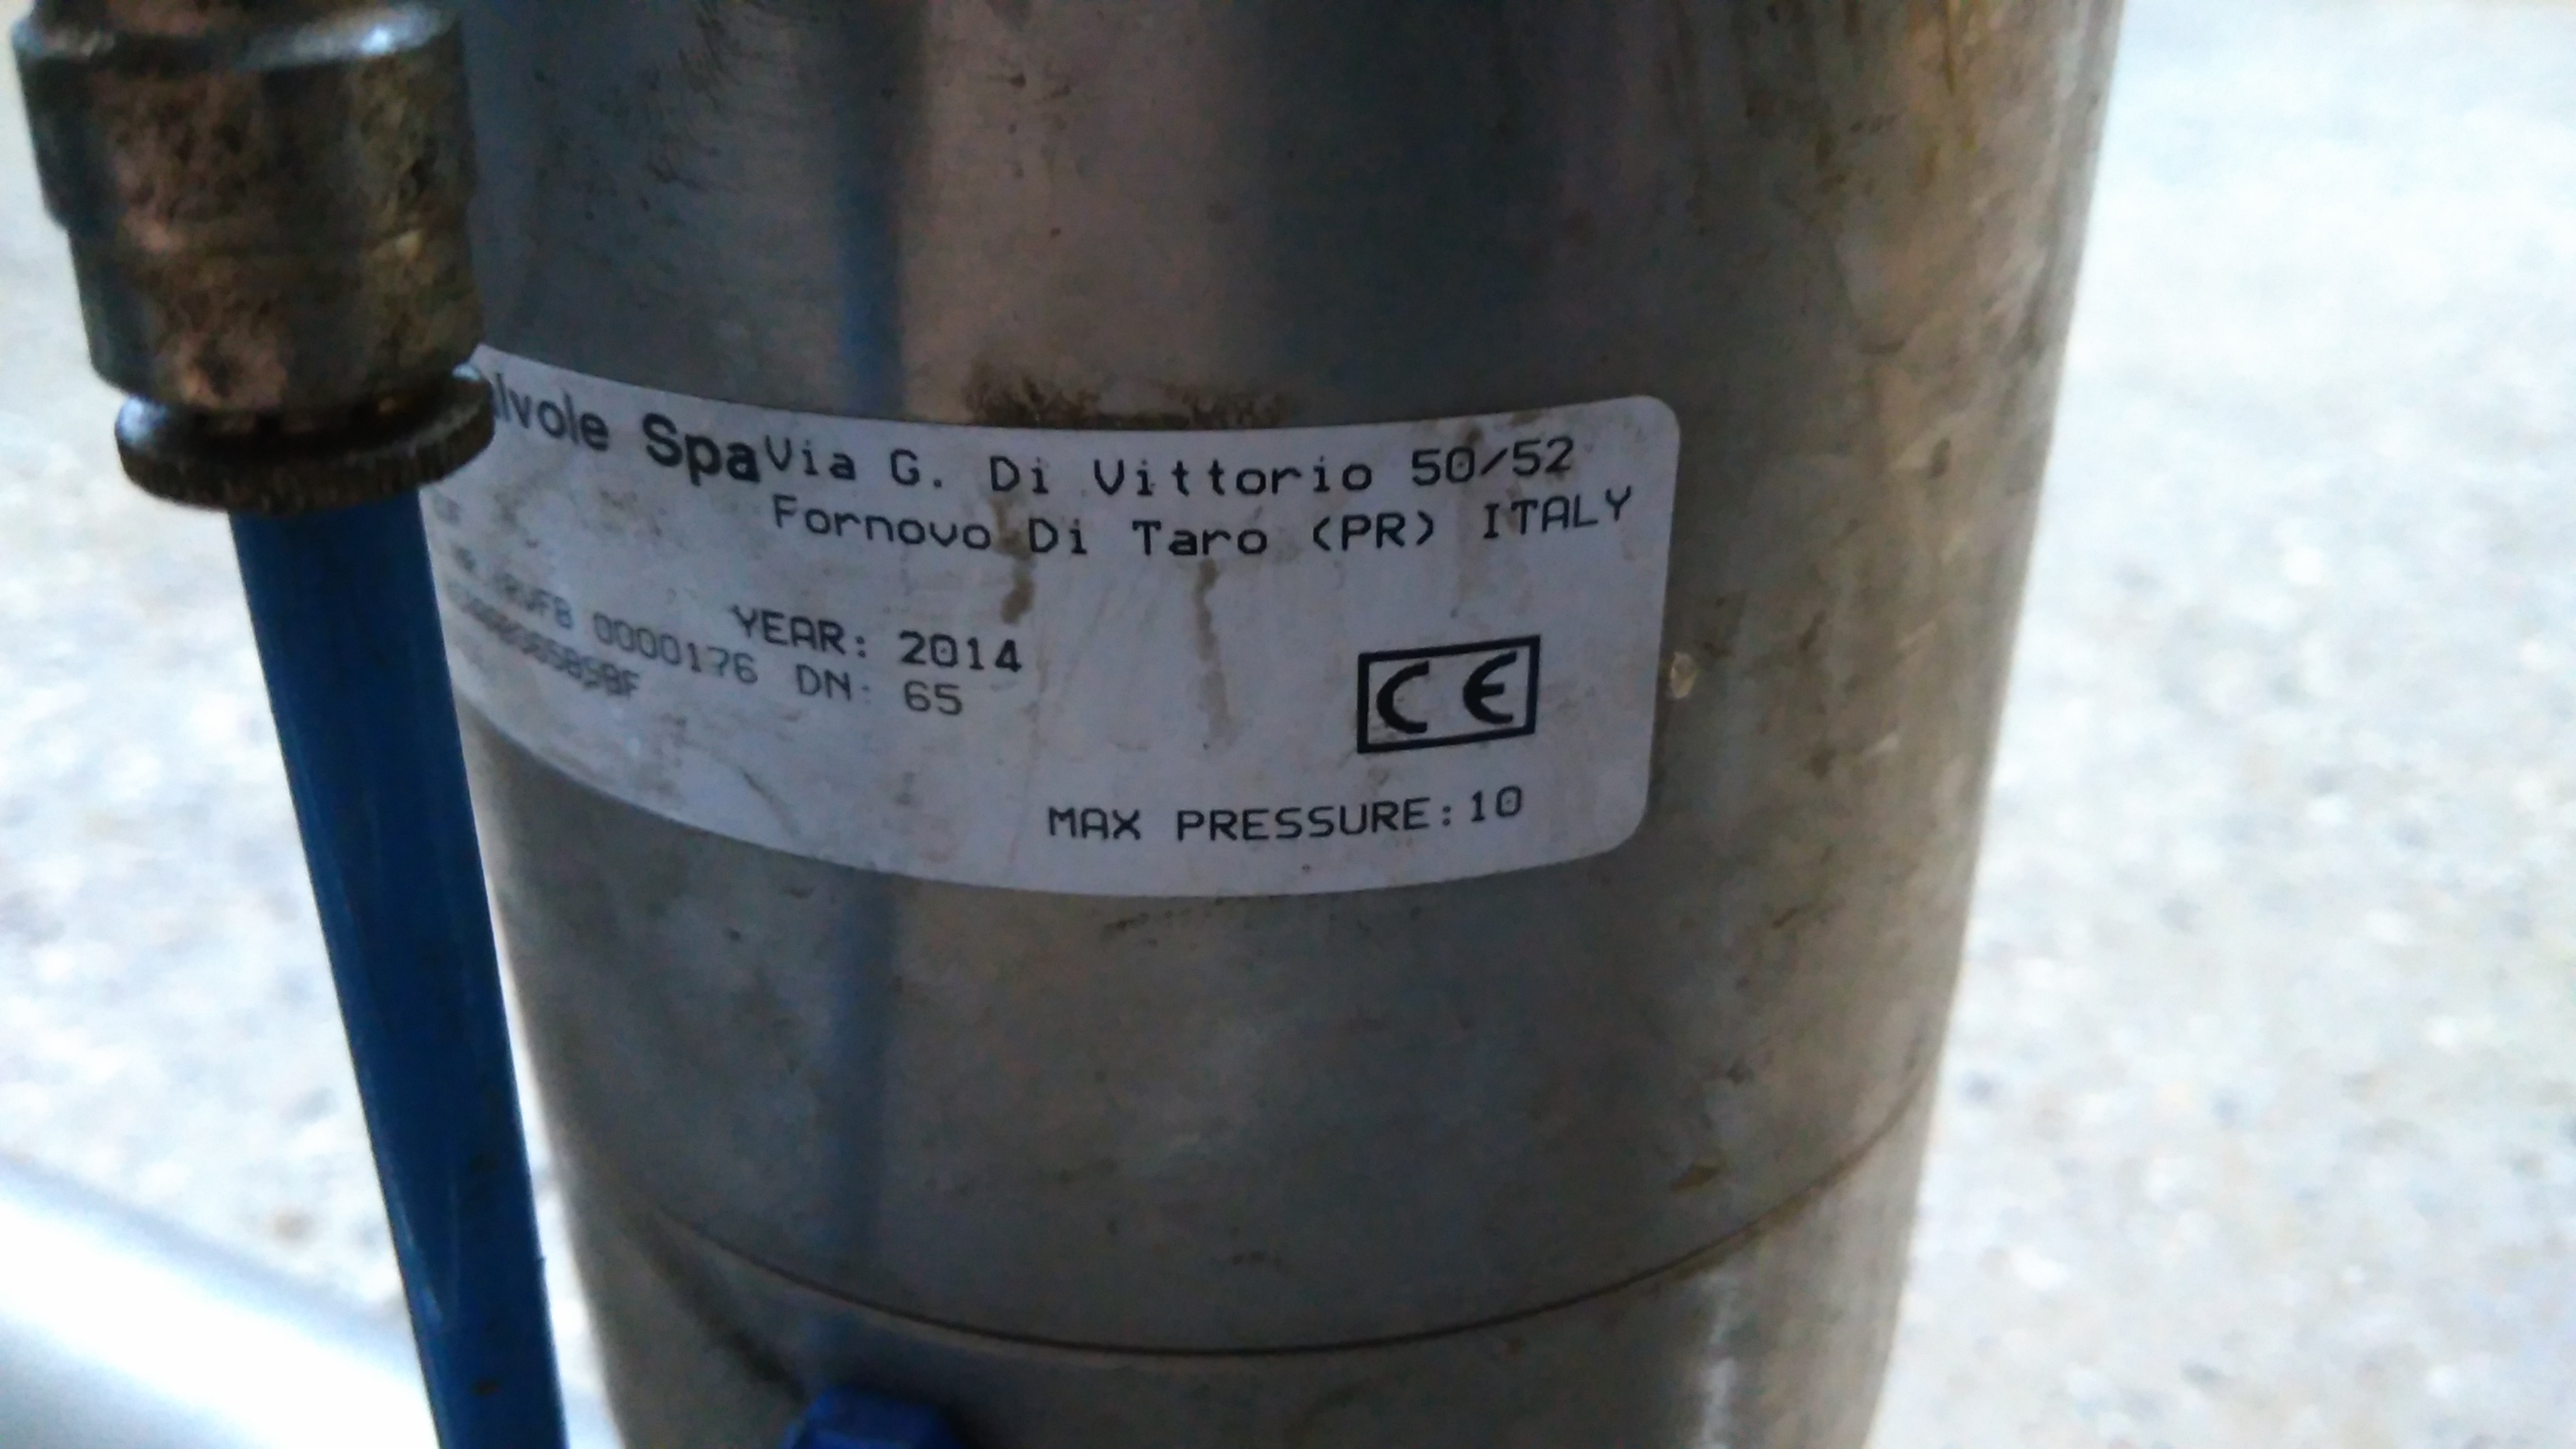 Spa Via G. Di Vittorio 50/52
Fornovo Di Taro (PR) ITALY
YEAR: 2014
0000176 DN: 65
CE
MAX PRESSURE:10